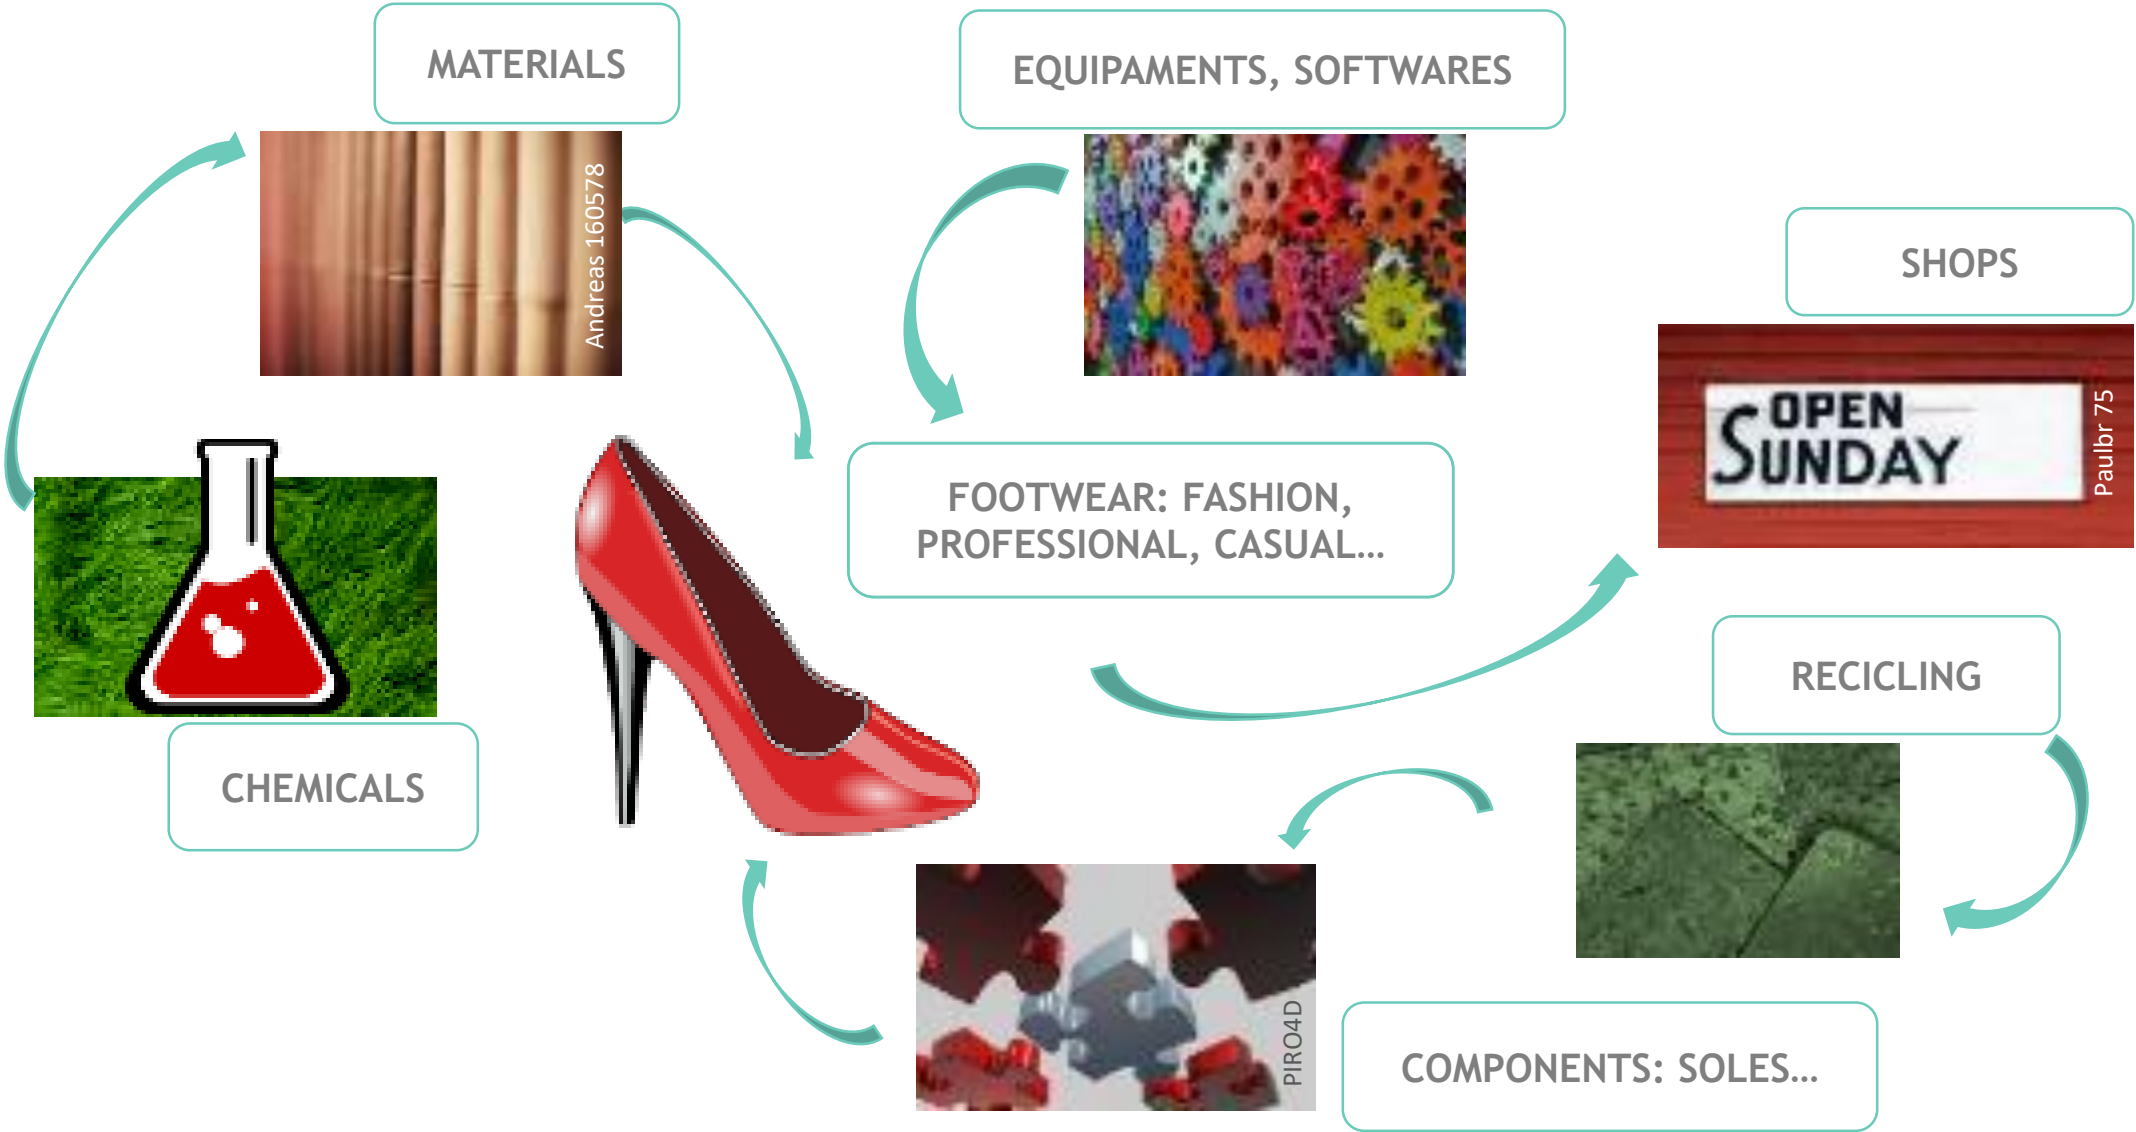 MATERIALS
EQUIPAMENTS, SOFTWARES
Andreas 160578
SHOPS
OPEN
SUNDAY
Paulbr 75
FOOTWEAR: FASHION,
PROFESSIONAL, CASUAL...
RECICLING
CHEMICALS
PIRO4D
COMPONENTS: SOLES...